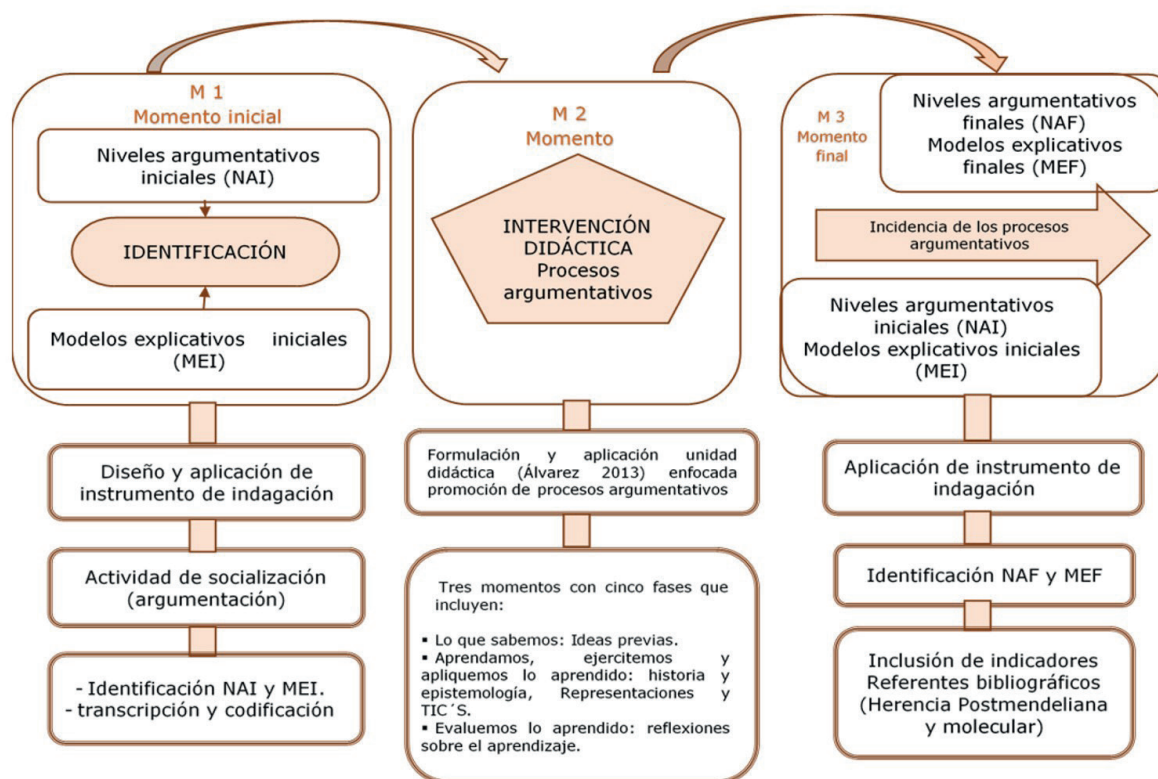 M 1
Momento inicial
Niveles argumentativos
iniciales (NAI)
IDENTIFICACIÓN
Modelos explicativos iniciales
(MEI)
Diseño y aplicación de
instrumento de indagación
Actividad de socialización
(argumentación)
- Identificación NAI y MEI.
- transcripción y codificación
M 2
Momento
INTERVENCIÓN
DIDÁCTICA
Procesos
argumentativos
Formulación y aplicación unidad
didáctica (Álvarez 2013) enfocada
promoción de procesos argumentativos
Tres momentos con cinco fases que
incluyen:
▪ Lo que sabemos: Ideas previas.
▪ Aprendamos, ejercitemos y
apliquemos lo aprendido: historia y
epistemología, Representaciones y
TIC´S.
▪ Evaluemos lo aprendido: reflexiones
sobre el aprendizaje.
M 3
Momento
final
Niveles argumentativos
finales (NAF)
Modelos explicativos
finales (MEF)
Incidencia de los procesos
argumentativos
Niveles argumentativos
iniciales (NAI)
Modelos explicativos iniciales
(MEI)
Aplicación de instrumento de
indagación
Identificación NAF y MEF
Inclusión de indicadores
Referentes bibliográficos
(Herencia Postmendeliana
y molecular)